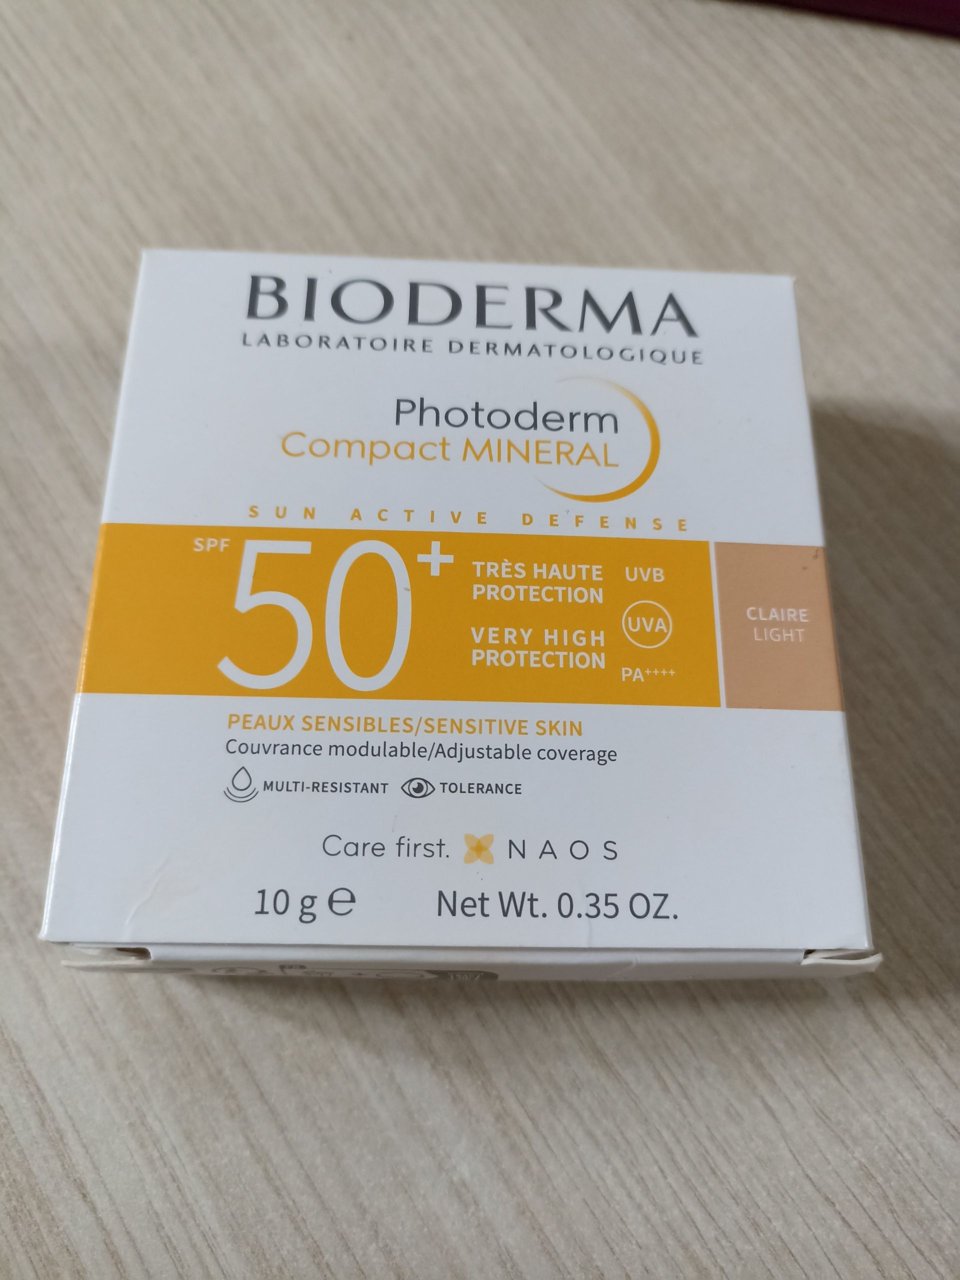 BIODERMA
LABORATOIRE DERMATOLOGIQUE
Photoderm
Compact MINERAL
SUN ACTIVE DEFENSE
SPF 50+
TRÈS HAUTE
PROTECTION
VERY HIGH
PROTECTION
UVB
UVA
PA++++
CLAIRE
LIGHT
PEAUX SENSIBLES/SENSITIVE SKIN
Couvrance modulable/Adjustable coverage
MULTI-RESISTANT TOLERANCE
Care first. NAOS
10 g ℮ Net Wt. 0.35 OZ.